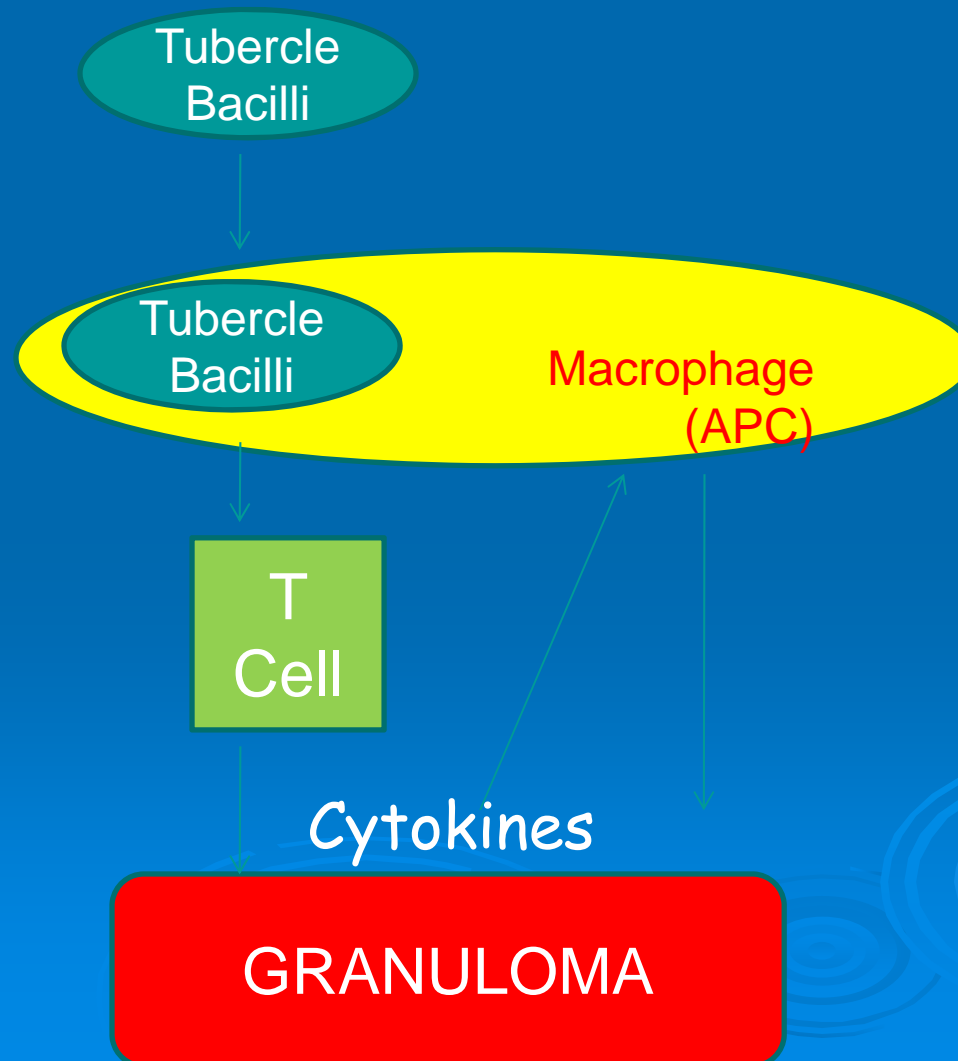 Tubercle
Bacilli
Tubercle
Bacilli
Macrophage
(APC)
T
Cell
Cytokines
GRANULOMA